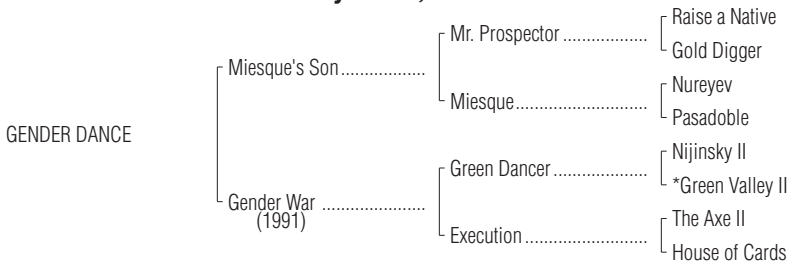 Raise a Native
Mr. Prospector ..................
Gold Digger
Miesque's Son..................
Nureyev
Miesque............................
Pasadoble
GENDER DANCE
Nijinsky II
Green Dancer ....................
*Green Valley II
Gender War ......................
(1991)
The Axe II
Execution..........................
House of Cards